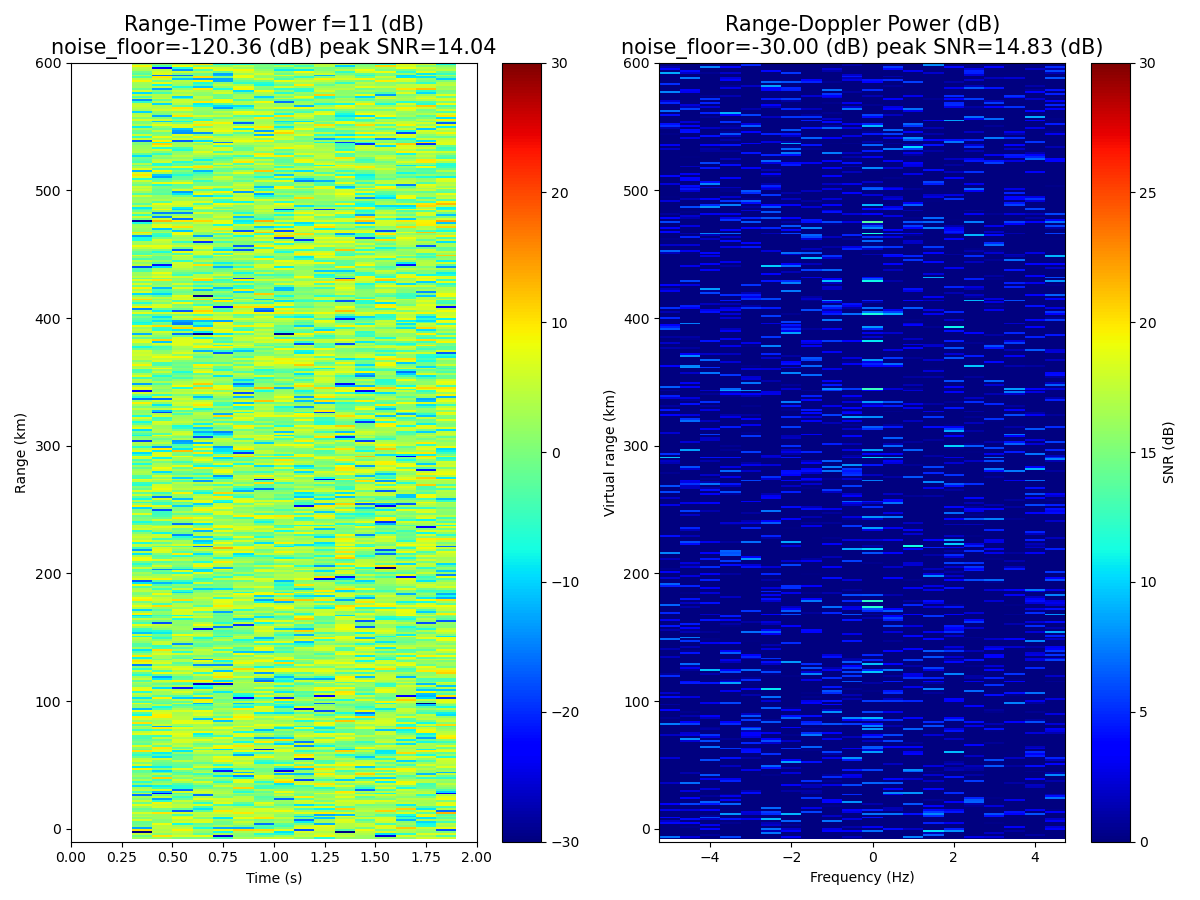 Range-Time Power f=11 (dB)
noise_floor=-120.36 (dB) peak SNR=14.04
Range-Doppler Power (dB)
noise_floor=-30.00 (dB) peak SNR=14.83 (dB)
Range (km)
600
500
400
300
200
100
0
0.00 0.25 0.50 0.75 1.00 1.25 1.50 1.75 2.00
Time (s)
30
20
10
0
−10
−20
−30
Virtual range (km)
600
500
400
300
200
100
0
−4 −2 0 2 4
Frequency (Hz)
30
25
20
15
10
5
0
SNR (dB)